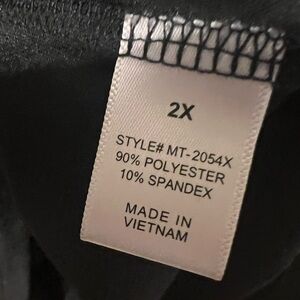 2X
STYLE# MT-2054X
90% POLYESTER
10% SPANDEX
MADE IN
VIETNAM